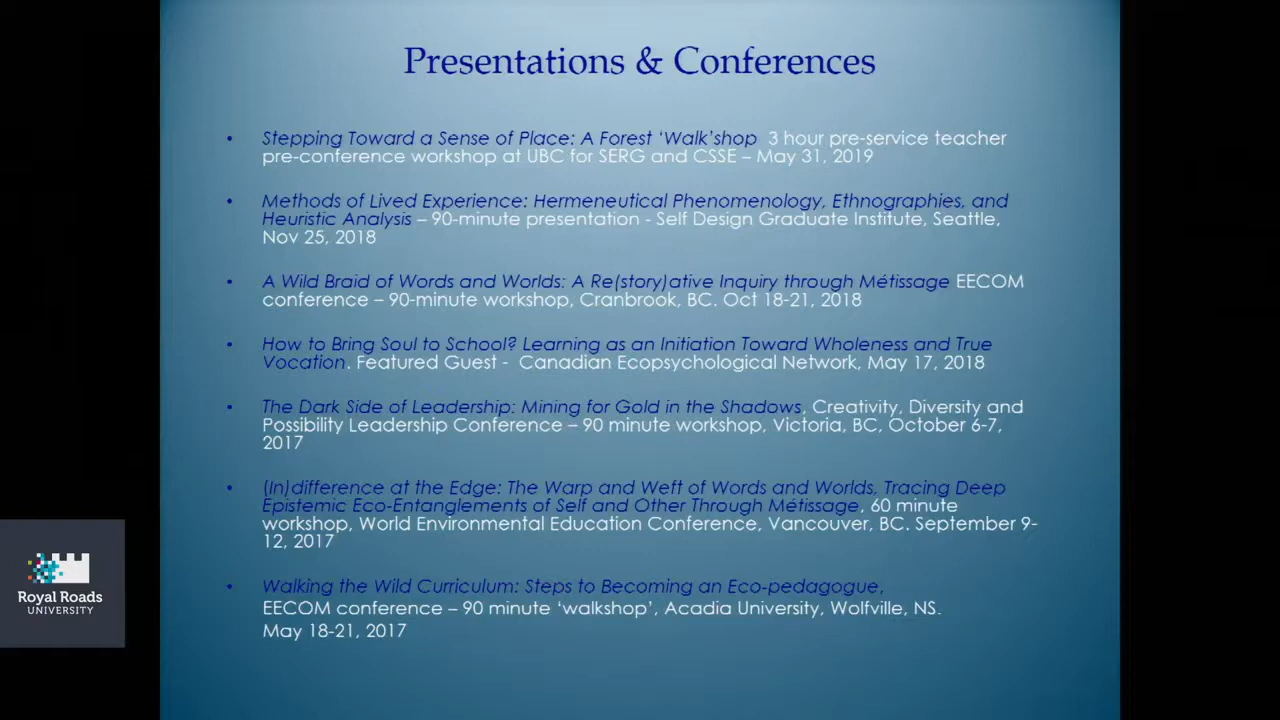 Presentations & Conferences
• Stepping Toward a Sense of Place: A Forest ‘Walk’shop 3 hour pre-service teacher
pre-conference workshop at UBC for SERG and CSSE – May 31, 2019
• Methods of Lived Experience: Hermeneutical Phenomenology, Ethnographies, and
Heuristic Analysis – 90-minute presentation - Self Design Graduate Institute, Seattle,
Nov 25, 2018
• A Wild Braid of Words and Worlds: A Re(story)ative Inquiry through Métissage EECOM
conference – 90-minute workshop, Cranbrook, BC. Oct 18-21, 2018
• How to Bring Soul to School? Learning as an Initiation Toward Wholeness and True
Vocation. Featured Guest - Canadian Ecopsychological Network, May 17, 2018
• The Dark Side of Leadership: Mining for Gold in the Shadows, Creativity, Diversity and
Possibility Leadership Conference – 90 minute workshop, Victoria, BC, October 6-7,
2017
• (In)difference at the Edge: The Warp and Weft of Words and Worlds. Tracing Deep
Epistemic Eco-Entanglements of Self and Other Through Métissage, 60 minute
workshop, World Environmental Education Conference, Vancouver, BC. September 9-
12, 2017
• Walking the Wild Curriculum: Steps to Becoming an Eco-pedagogue,
EECOM conference – 90 minute ‘walkshop’, Acadia University, Wolfville, NS.
May 18-21, 2017
Royal Roads
UNIVERSITY